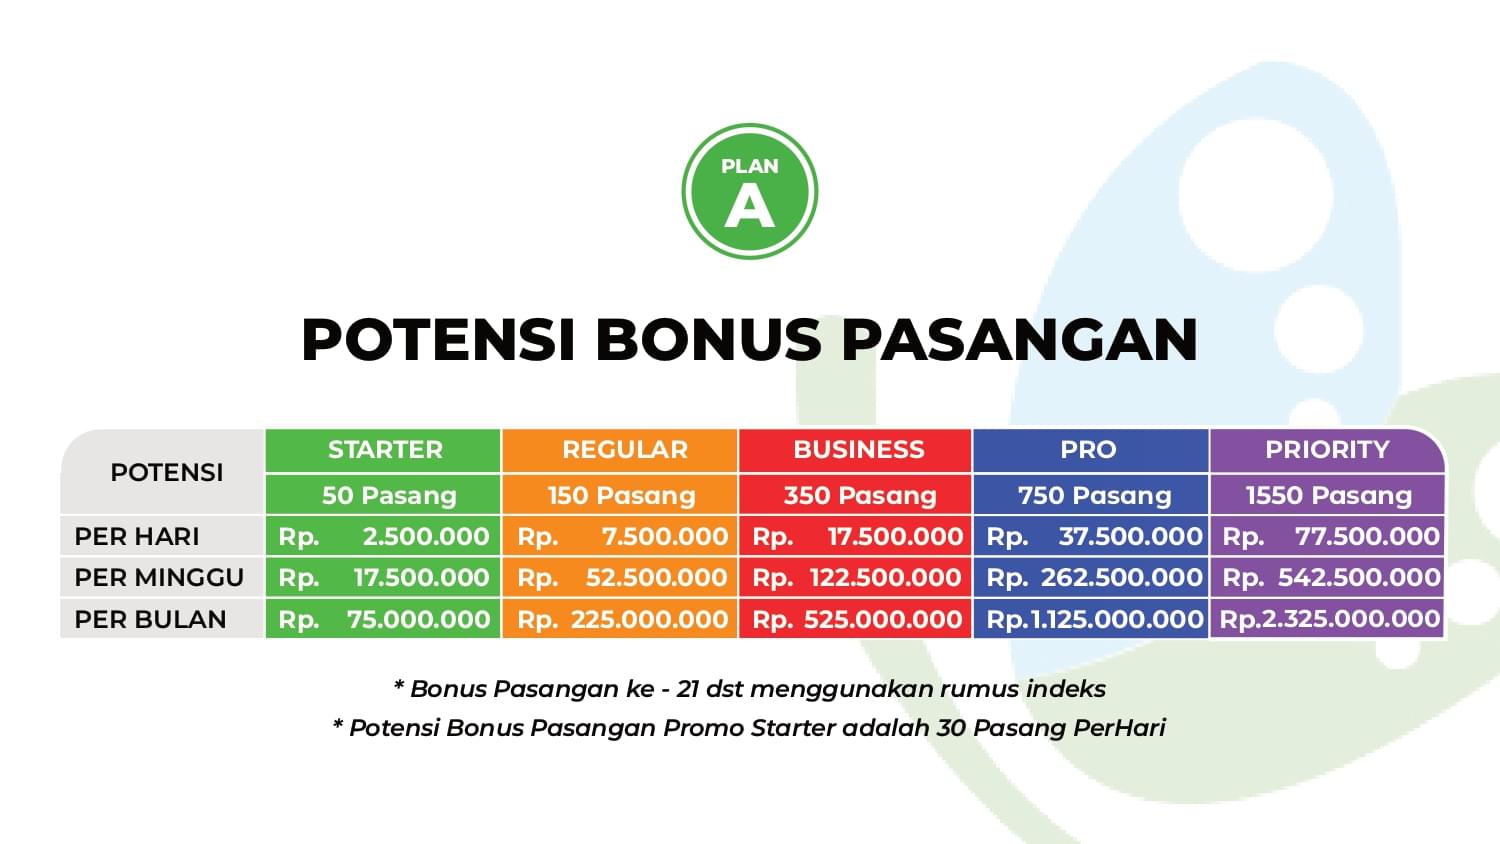 PLAN
A
POTENSI BONUS PASANGAN
POTENSI STARTER REGULAR BUSINESS PRO PRIORITY
50 Pasang 150 Pasang 350 Pasang 750 Pasang 1550 Pasang
PER HARI Rp. 2.500.000 Rp. 7.500.000 Rp. 17.500.000 Rp. 37.500.000 Rp. 77.500.000
PER MINGGU Rp. 17.500.000 Rp. 52.500.000 Rp. 122.500.000 Rp. 262.500.000 Rp. 542.500.000
PER BULAN Rp. 75.000.000 Rp. 225.000.000 Rp. 525.000.000 Rp.1.125.000.000 Rp.2.325.000.000
* Bonus Pasangan ke - 21 dst menggunakan rumus indeks
* Potensi Bonus Pasangan Promo Starter adalah 30 Pasang PerHari